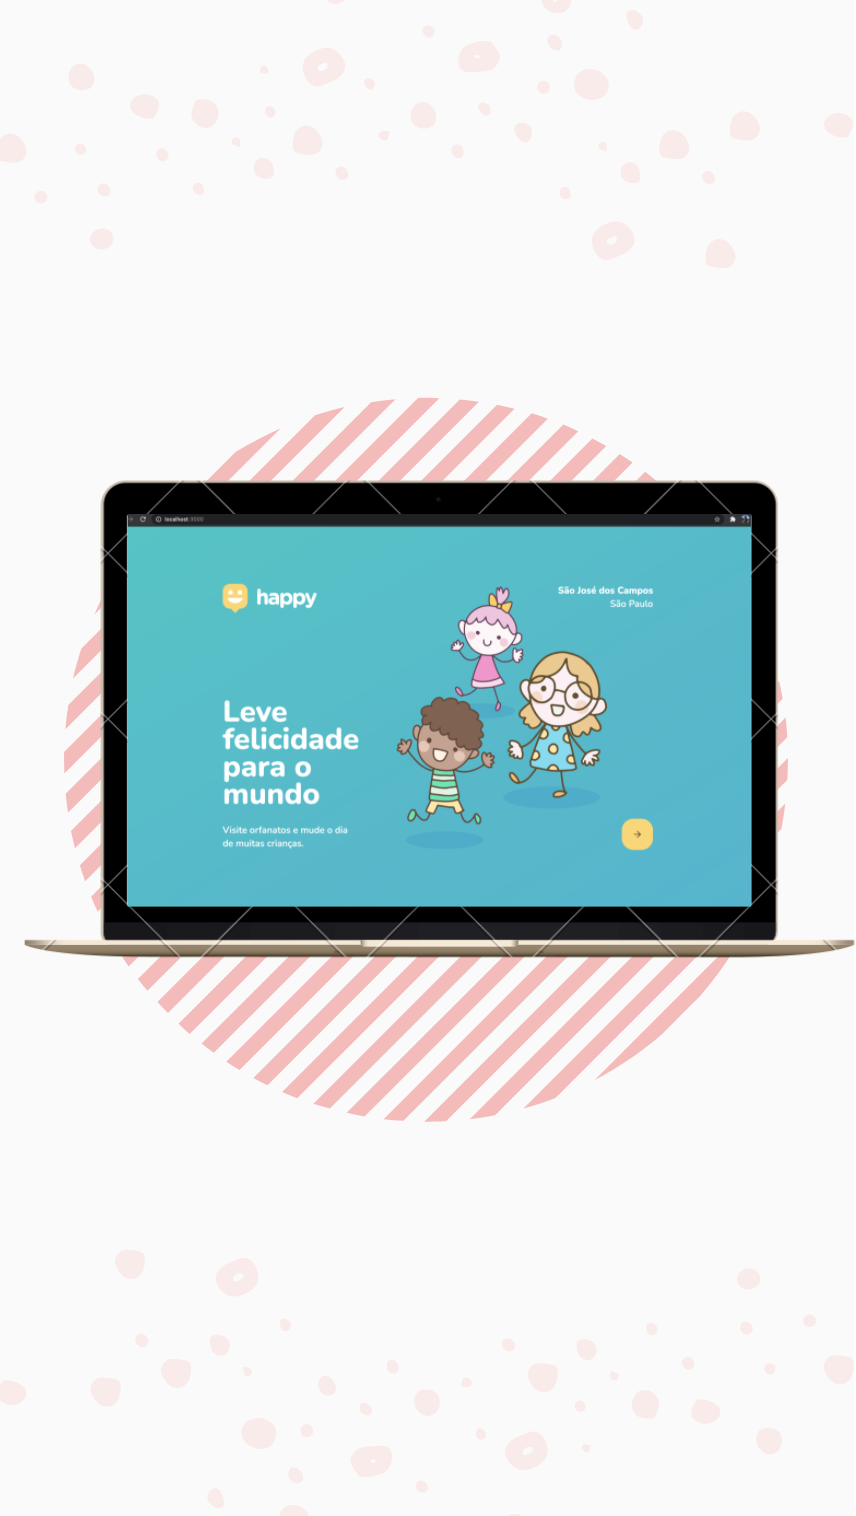 localhost:3000
happy
São José dos Campos
São Paulo
Leve
felicidade
para o
mundo
Visite orfanatos e mude o dia
de muitas crianças.